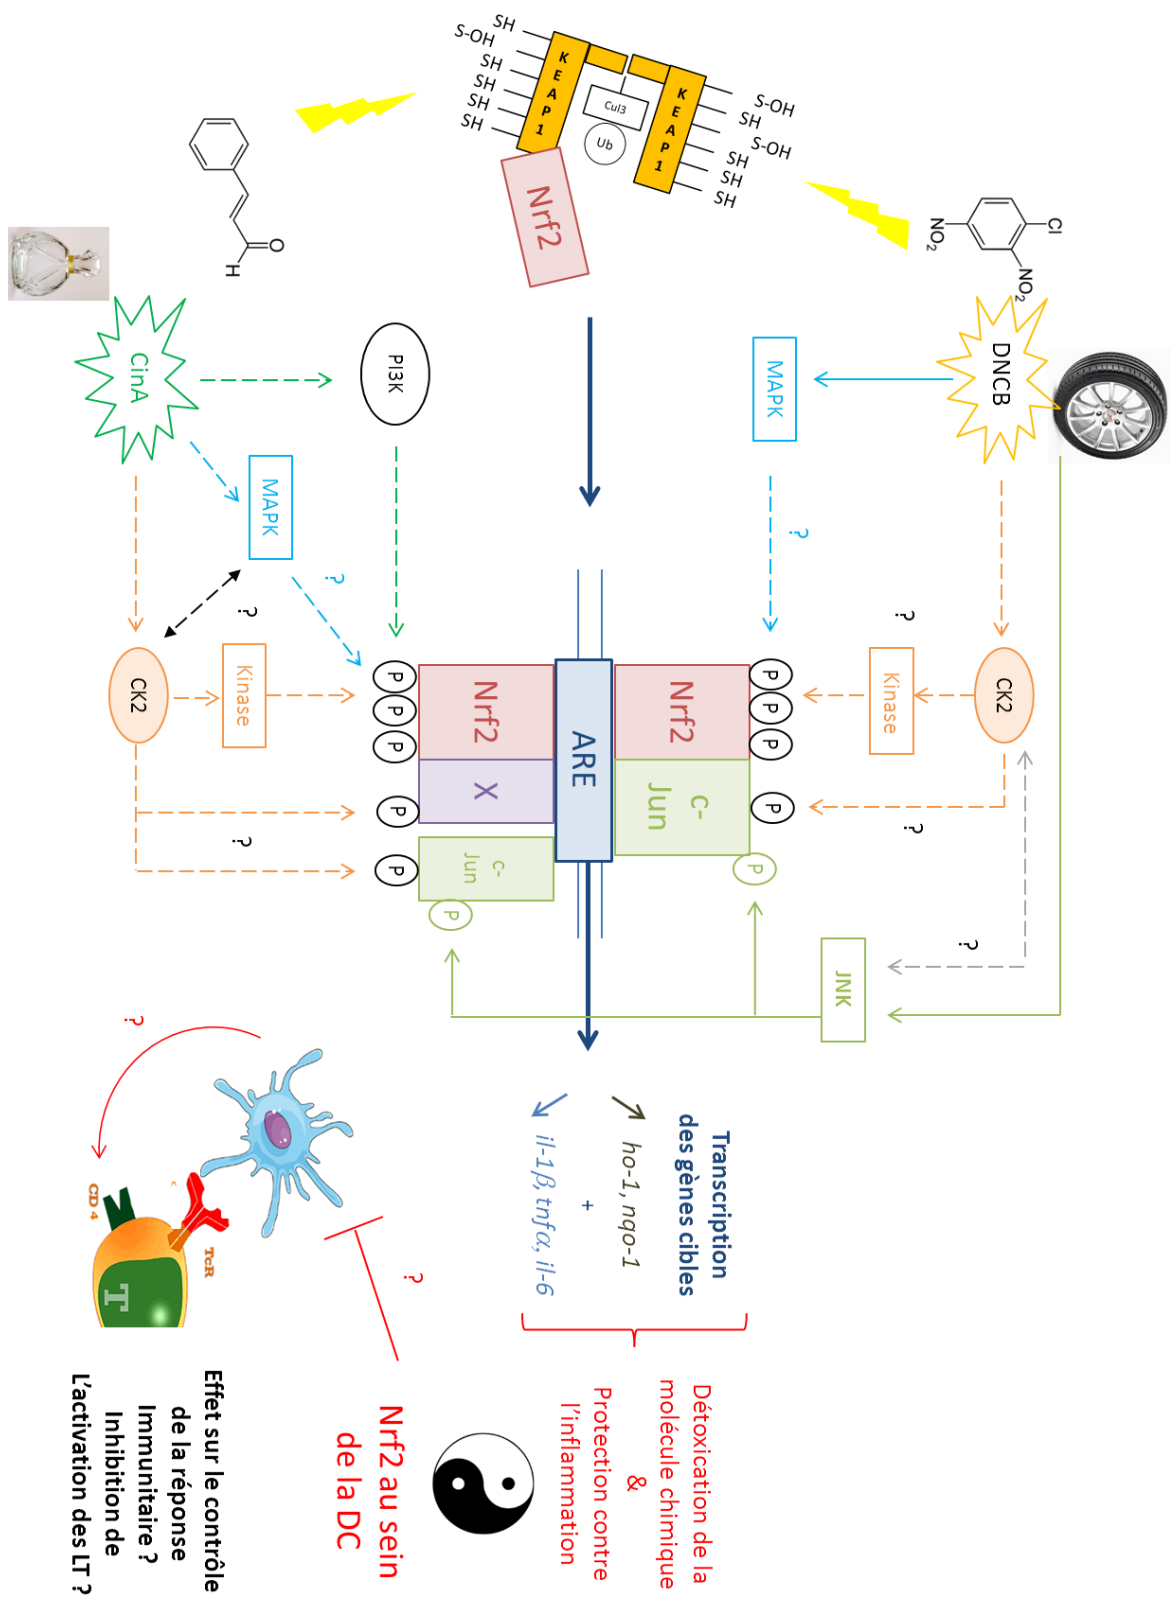 Cl
NO2
NO2
DNCB
CK2
?
Kinase
?
?
JNK
MAPK
?
P
P
P
P
P
S-OH
SH
S-OH
SH
SH
SH
KEAP1
Cul3
Ub
KEAP1
SH
S-OH
SH
SH
SH
SH
Nrf2
Nrf2
c-
Jun
ARE
Nrf2
X
c-
Jun
P
P
P
P
P
P
Transcription
des gènes cibles
ho-1, nqo-1
+
il-1β, tnfα, il-6
Détoxication de la
molécule chimique
&
Protection contre
l'inflammation
PI3K
MAPK
?
?
Kinase
?
O
H
CinA
CK2
Nrf2 au sein
de la DC
?
?
TcR
c
CD4
T
Effet sur le contrôle
de la réponse
Immunitaire ?
Inhibition de
L'activation des LT ?